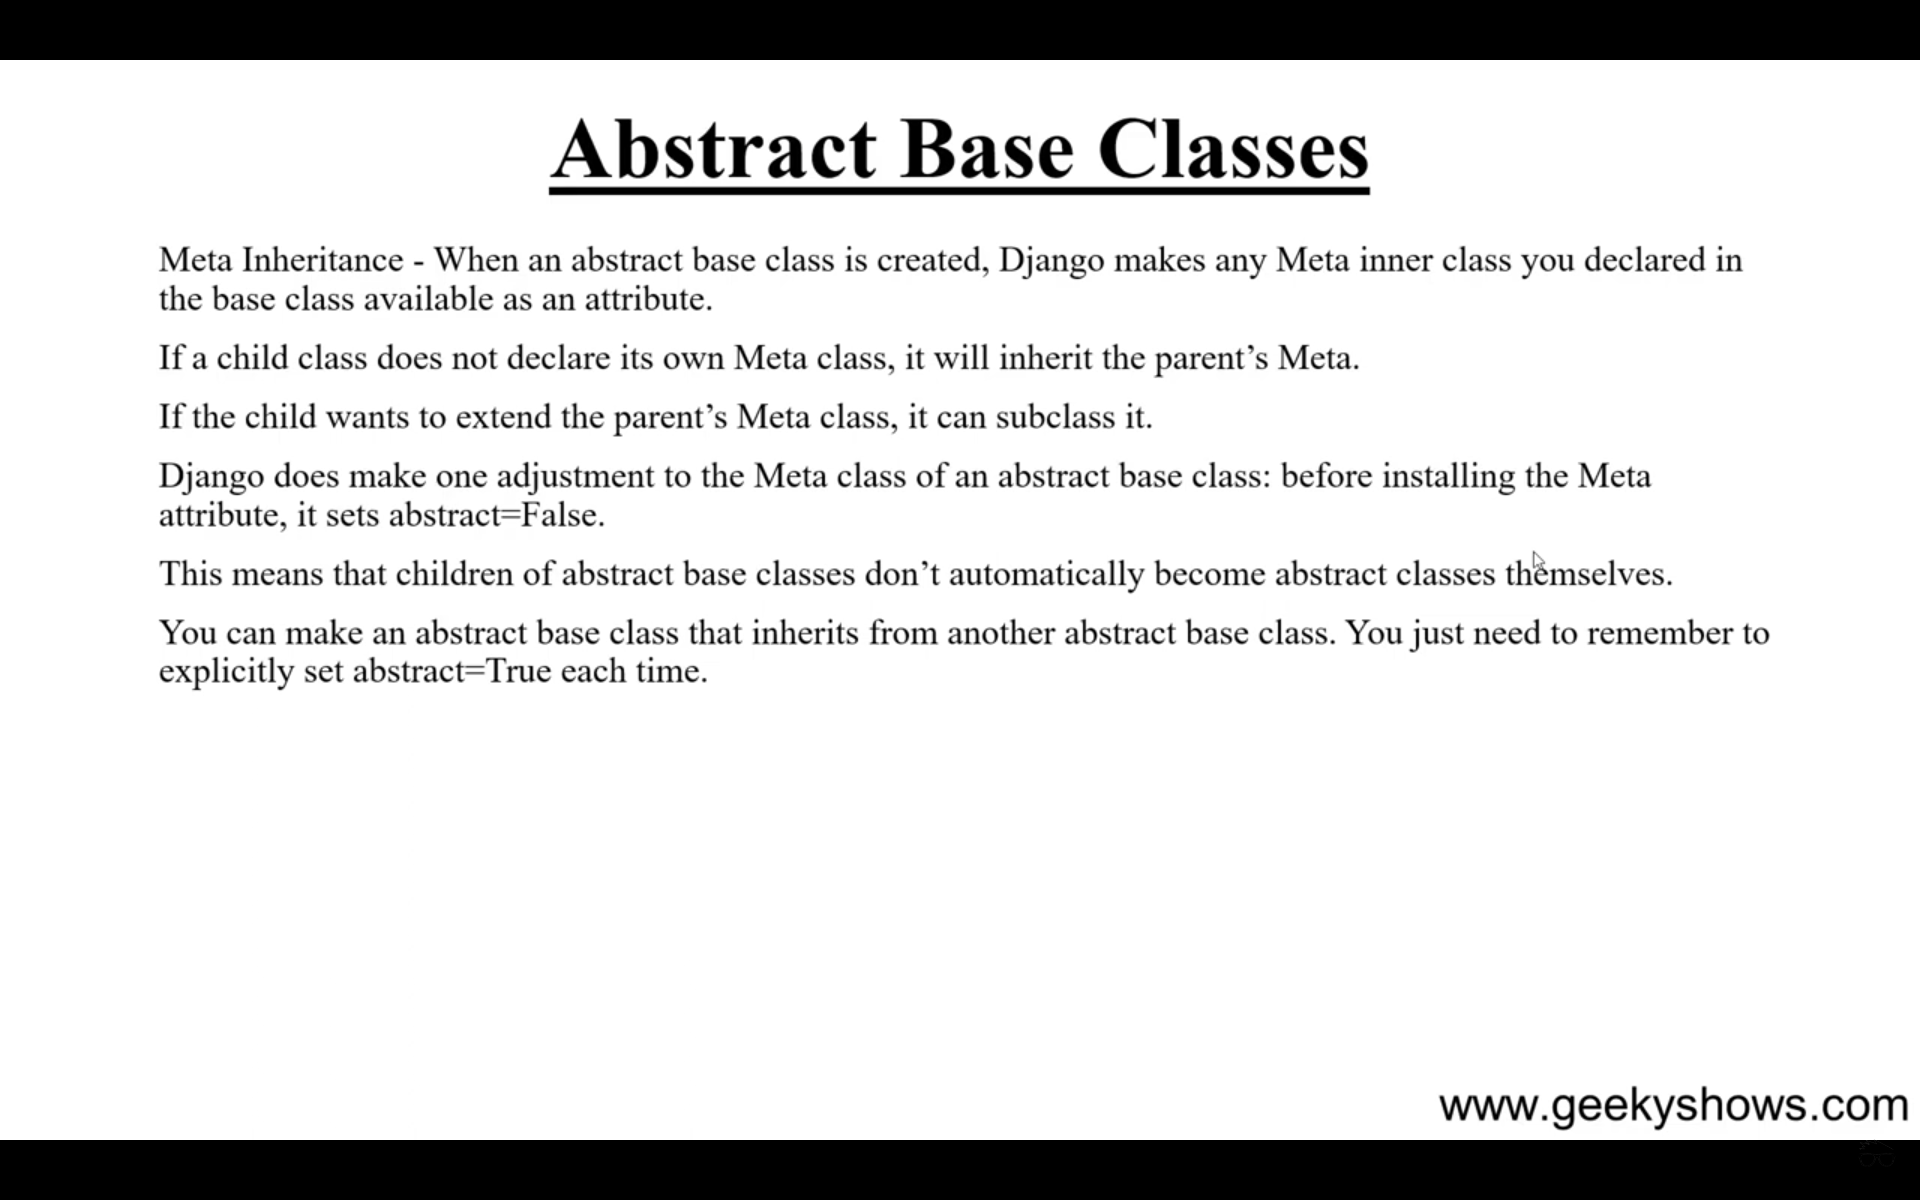 Abstract Base Classes
Meta Inheritance - When an abstract base class is created, Django makes any Meta inner class you declared in
the base class available as an attribute.
If a child class does not declare its own Meta class, it will inherit the parent’s Meta.
If the child wants to extend the parent’s Meta class, it can subclass it.
Django does make one adjustment to the Meta class of an abstract base class: before installing the Meta
attribute, it sets abstract=False.
This means that children of abstract base classes don’t automatically become abstract classes themselves.
You can make an abstract base class that inherits from another abstract base class. You just need to remember to
explicitly set abstract=True each time.
www.geekyshows.com